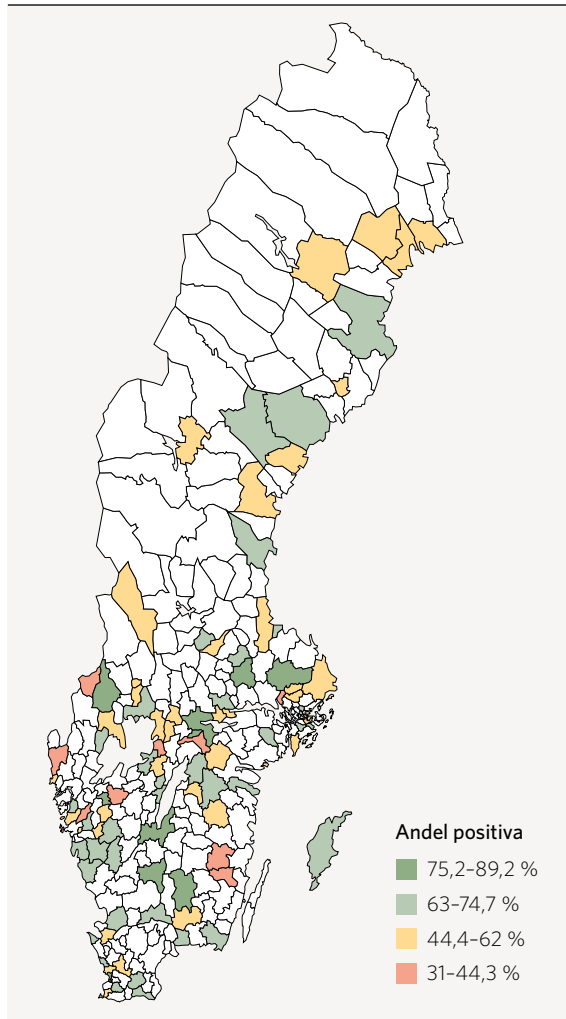 Andel positiva
75,2–89,2 %
63–74,7 %
44,4–62 %
31–44,3 %